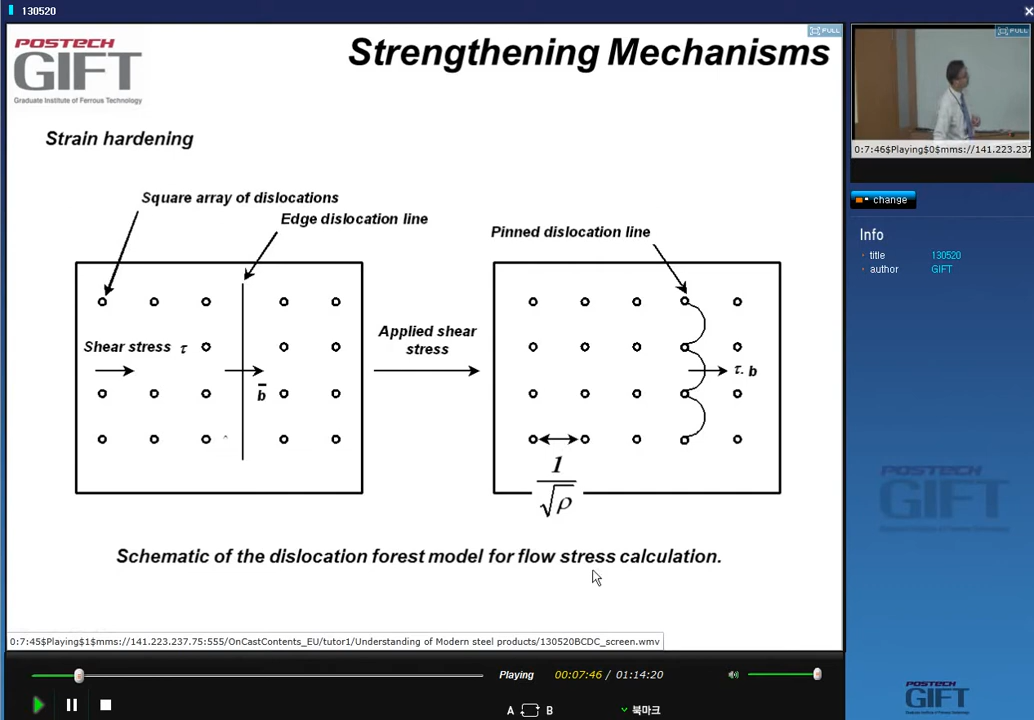 130520
POSTECH
GIFT
Graduate Institute of Ferrous Technology
Strengthening Mechanisms
FULL
FULL
0:7:46$Playing$0$mms://141.223.237
change
Info
title 130520
author GIFT
Strain hardening
Square array of dislocations
Edge dislocation line
Pinned dislocation line
Shear stress τ
b̄
Applied shear
stress
τ. b
1
√ρ
Schematic of the dislocation forest model for flow stress calculation.
POSTECH
GIFT
0:7:45$Playing$1$mms://141.223.237.75:555/OnCastContents_EU/tutor1/Understanding of Modern steel products/130520BCDC_screen.wmv
Playing 00:07:46 / 01:14:20
A B
북마크
POSTECH
GIFT